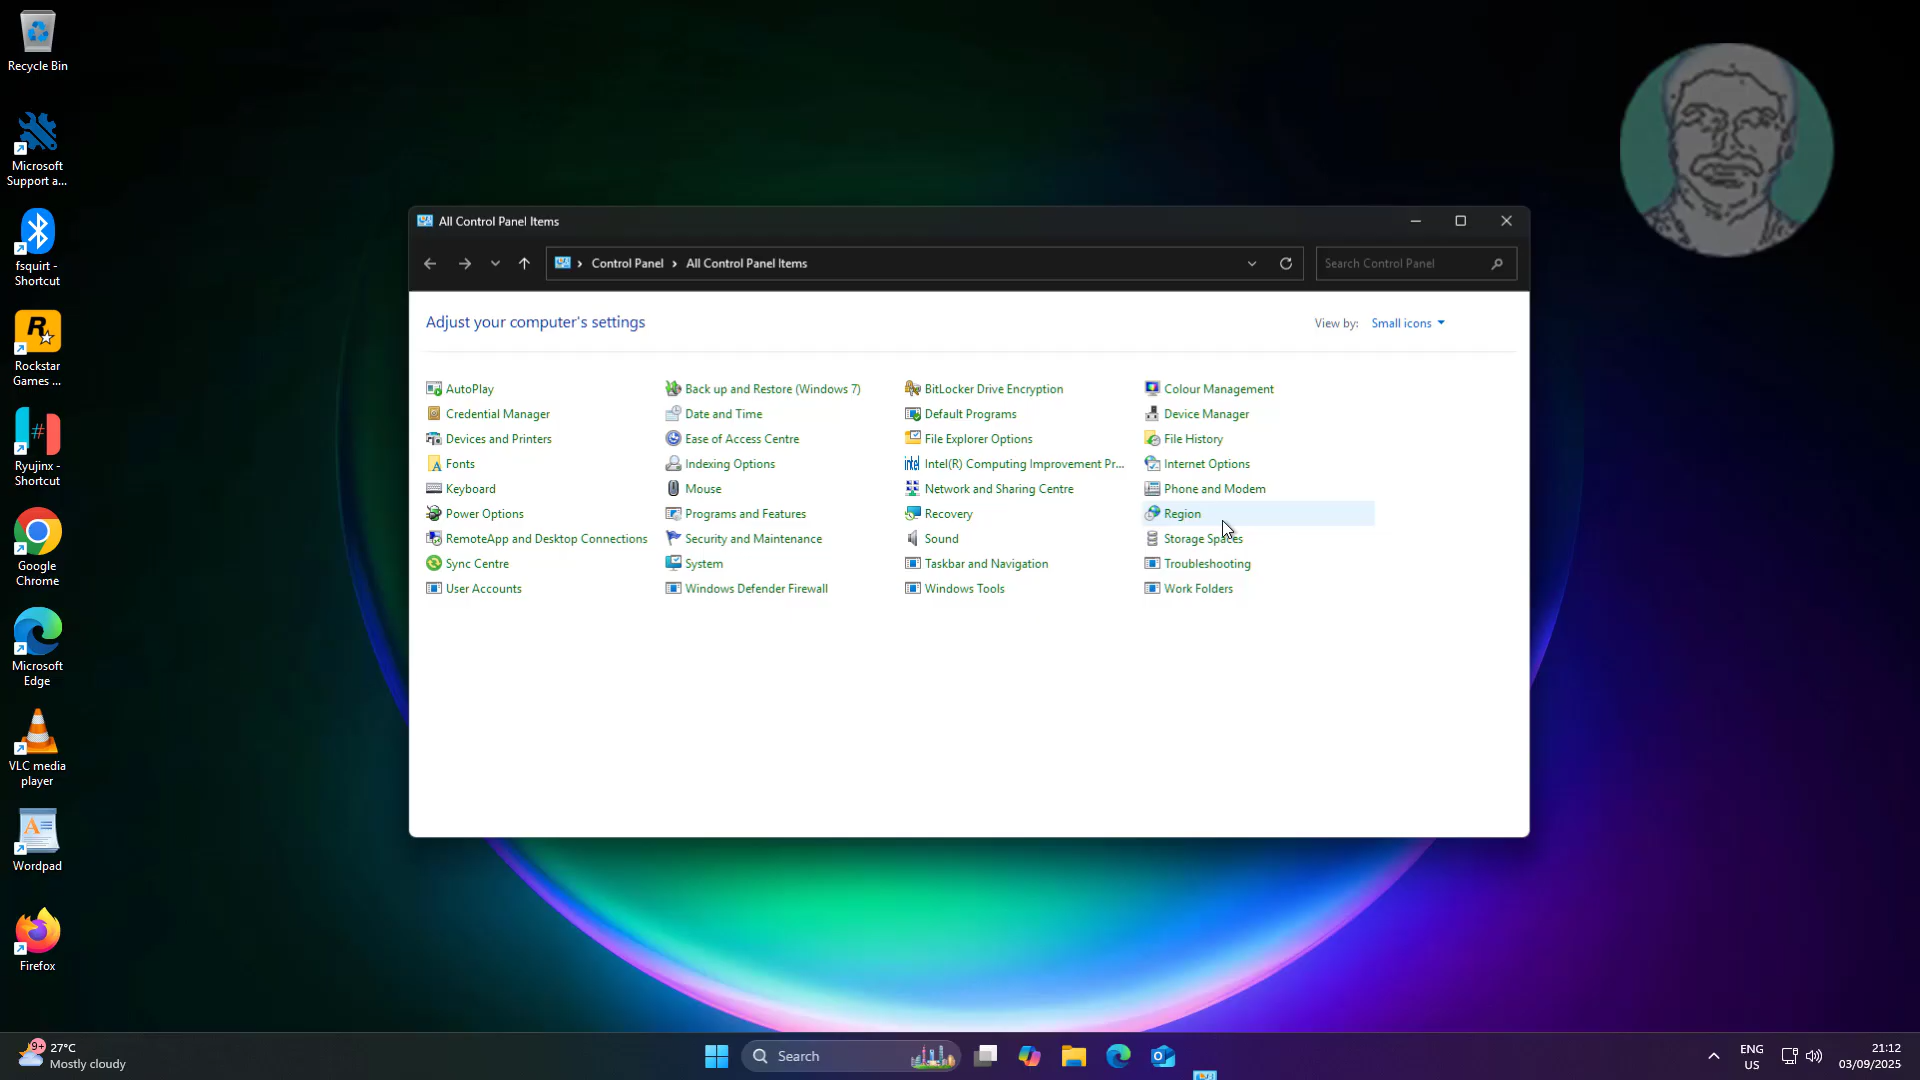 Recycle Bin
Microsoft
Support a...
fsquirt -
Shortcut
Rockstar
Games ...
Ryujinx -
Shortcut
Google
Chrome
Microsoft
Edge
VLC media
player
Wordpad
Firefox
All Control Panel Items
Control Panel > All Control Panel Items
Search Control Panel
Adjust your computer's settings
View by: Small icons
AutoPlay
Back up and Restore (Windows 7)
BitLocker Drive Encryption
Colour Management
Credential Manager
Date and Time
Default Programs
Device Manager
Devices and Printers
Ease of Access Centre
File Explorer Options
File History
Fonts
Indexing Options
Intel(R) Computing Improvement Pr...
Internet Options
Keyboard
Mouse
Network and Sharing Centre
Phone and Modem
Power Options
Programs and Features
Recovery
Region
RemoteApp and Desktop Connections
Security and Maintenance
Sound
Storage Spaces
Sync Centre
System
Taskbar and Navigation
Troubleshooting
User Accounts
Windows Defender Firewall
Windows Tools
Work Folders
9+
27°C
Mostly cloudy
Search
ENG
US
21:12
03/09/2025